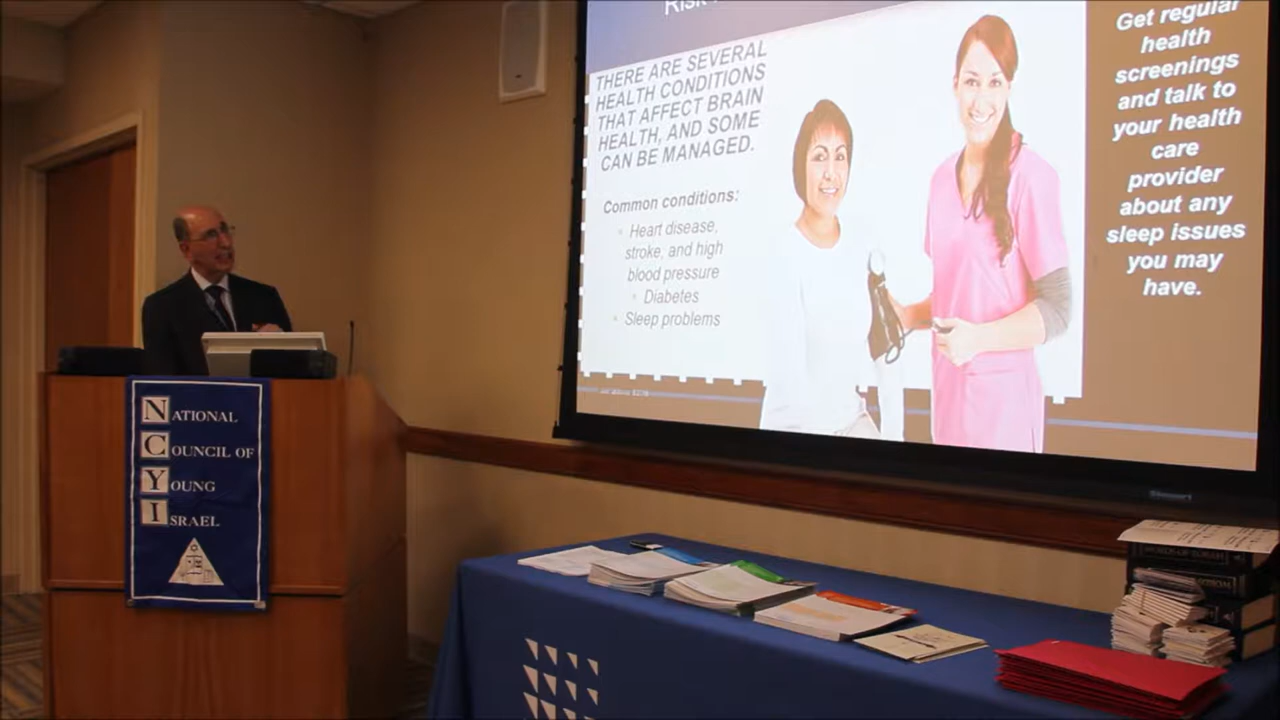 Risk
THERE ARE SEVERAL
HEALTH CONDITIONS
THAT AFFECT BRAIN
HEALTH, AND SOME
CAN BE MANAGED.
Common conditions:
Heart disease,
stroke, and high
blood pressure
Diabetes
Sleep problems
Get regular
health
screenings
and talk to
your health
care
provider
about any
sleep issues
you may
have.
NATIONAL
COUNCIL OF
YOUNG
ISRAEL